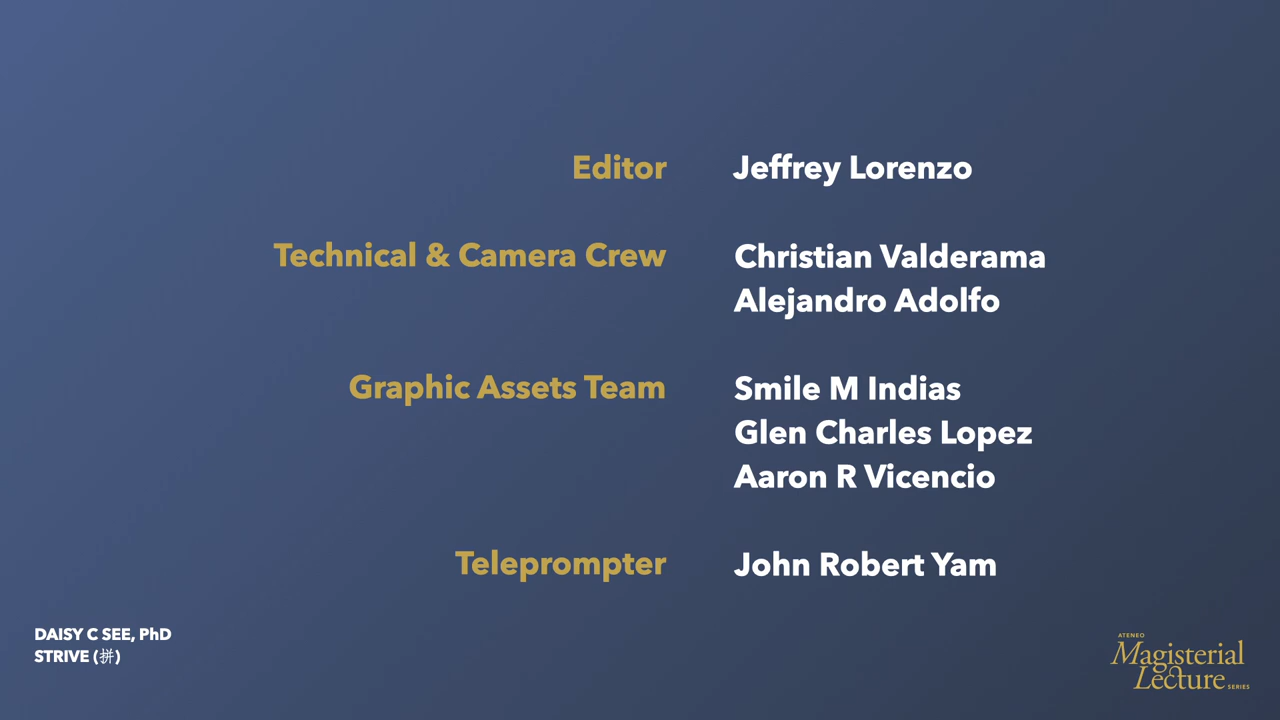 Editor Jeffrey Lorenzo
Technical & Camera Crew Christian Valderama
Alejandro Adolfo
Graphic Assets Team Smile M Indias
Glen Charles Lopez
Aaron R Vicencio
Teleprompter John Robert Yam
DAISY C SEE, PhD
STRIVE (拼)
ATENEO
Magisterial
Lecture SERIES